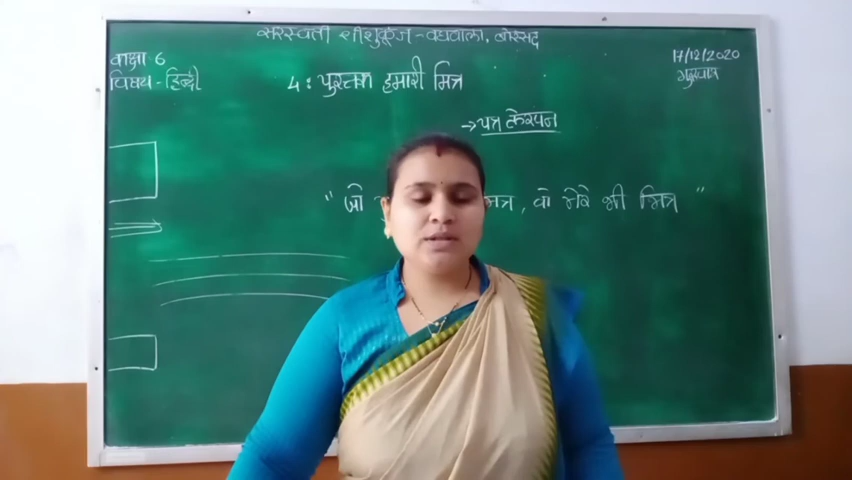 सरस्वती शीशुकूंज - वघवाला, बोरसद
कक्षा 6
17/12/2020
विषय - हिन्दी
गुरुवार
4 : पुस्तक हमारी मित्र
→ पत्र लेखन
" जो मित्र, वो मेरे भी मित्र "